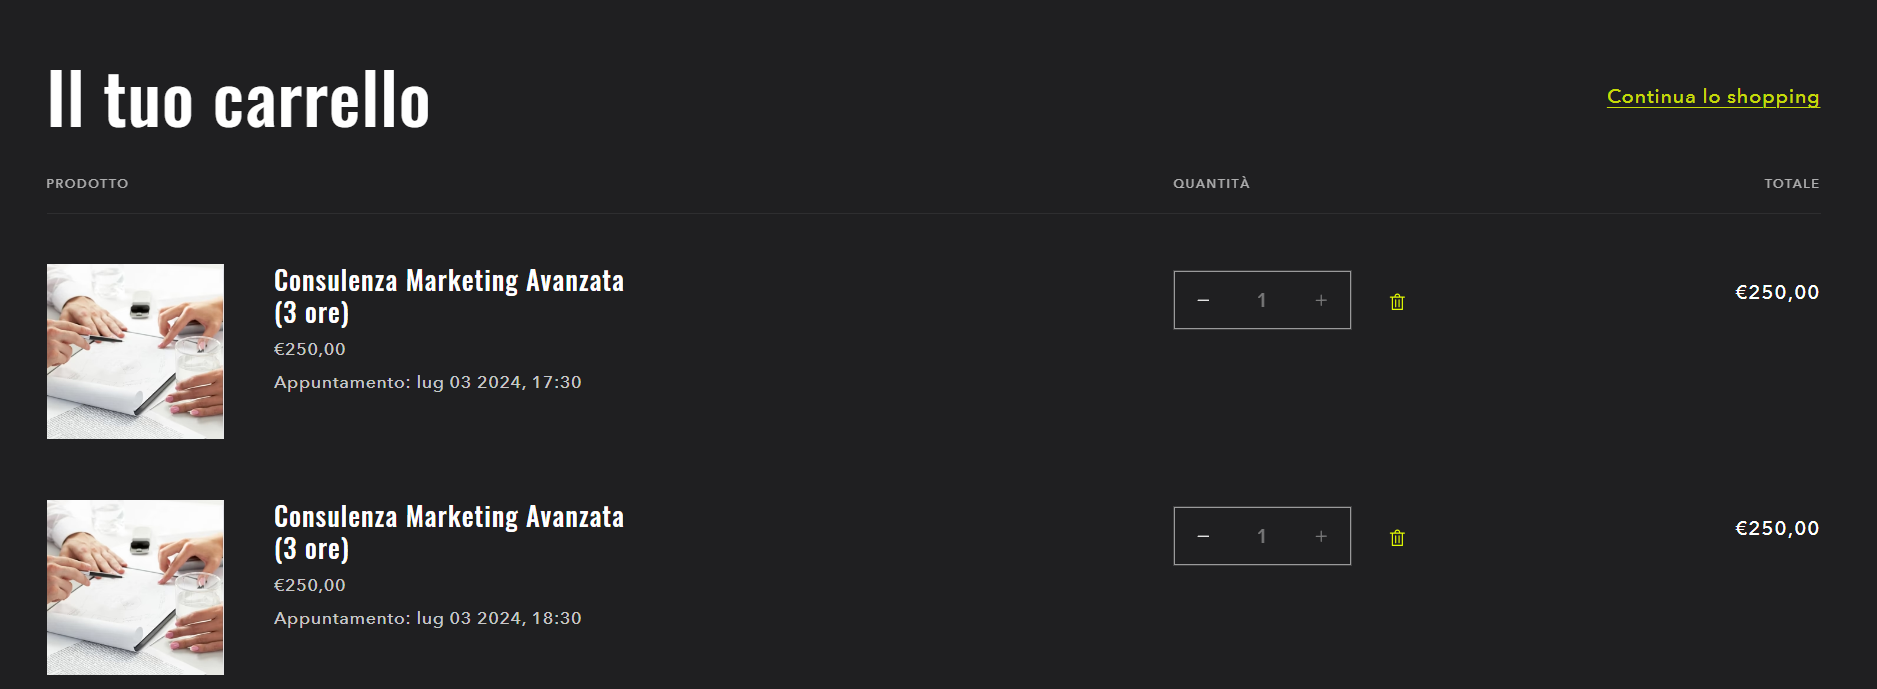 Il tuo carrello
Continua lo shopping
PRODOTTO
QUANTITÀ
TOTALE
Consulenza Marketing Avanzata
(3 ore)
€250,00
Appuntamento: lug 03 2024, 17:30
− 1 +
€250,00
Consulenza Marketing Avanzata
(3 ore)
€250,00
Appuntamento: lug 03 2024, 18:30
− 1 +
€250,00